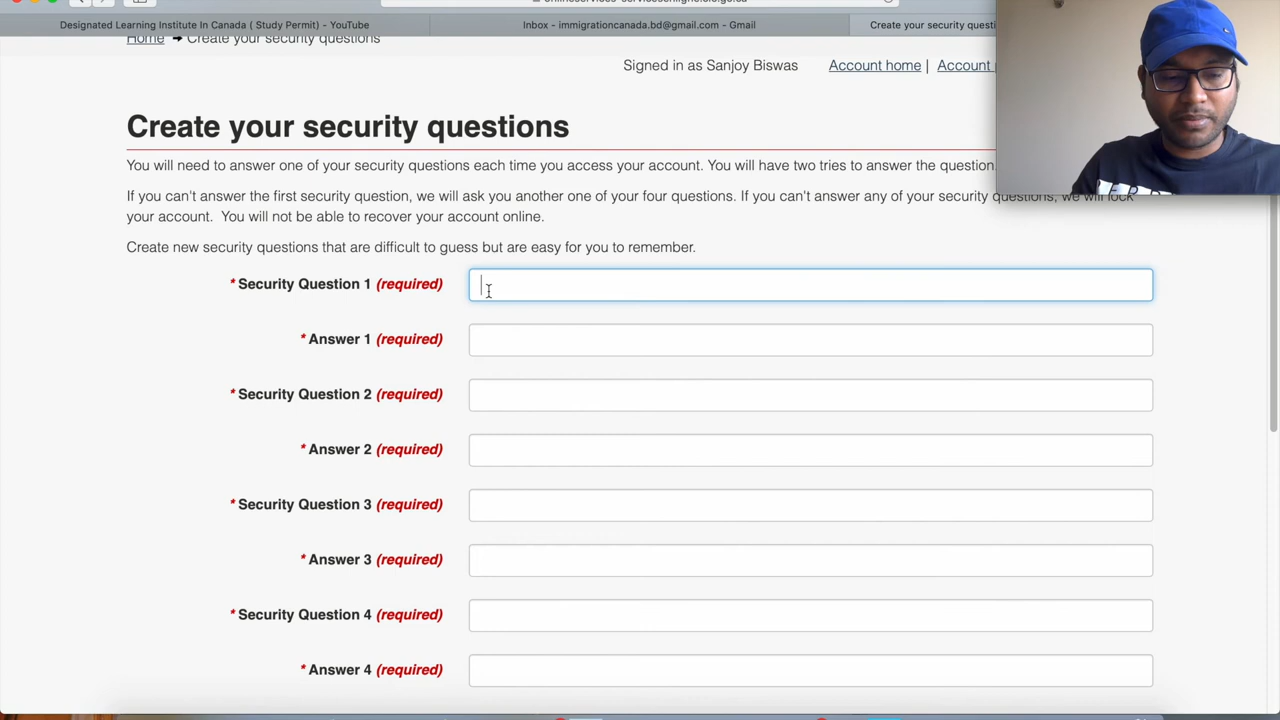 Designated Learning Institute In Canada ( Study Permit) - YouTube
Inbox - immigrationcanada.bd@gmail.com - Gmail
Create your security questi
Home ➞ Create your security questions
Signed in as Sanjoy Biswas Account home | Account
Create your security questions
You will need to answer one of your security questions each time you access your account. You will have two tries to answer the question.
If you can't answer the first security question, we will ask you another one of your four questions. If you can't answer any of your security questions, we will lock
your account. You will not be able to recover your account online.
Create new security questions that are difficult to guess but are easy for you to remember.
* Security Question 1 (required)
* Answer 1 (required)
* Security Question 2 (required)
* Answer 2 (required)
* Security Question 3 (required)
* Answer 3 (required)
* Security Question 4 (required)
* Answer 4 (required)